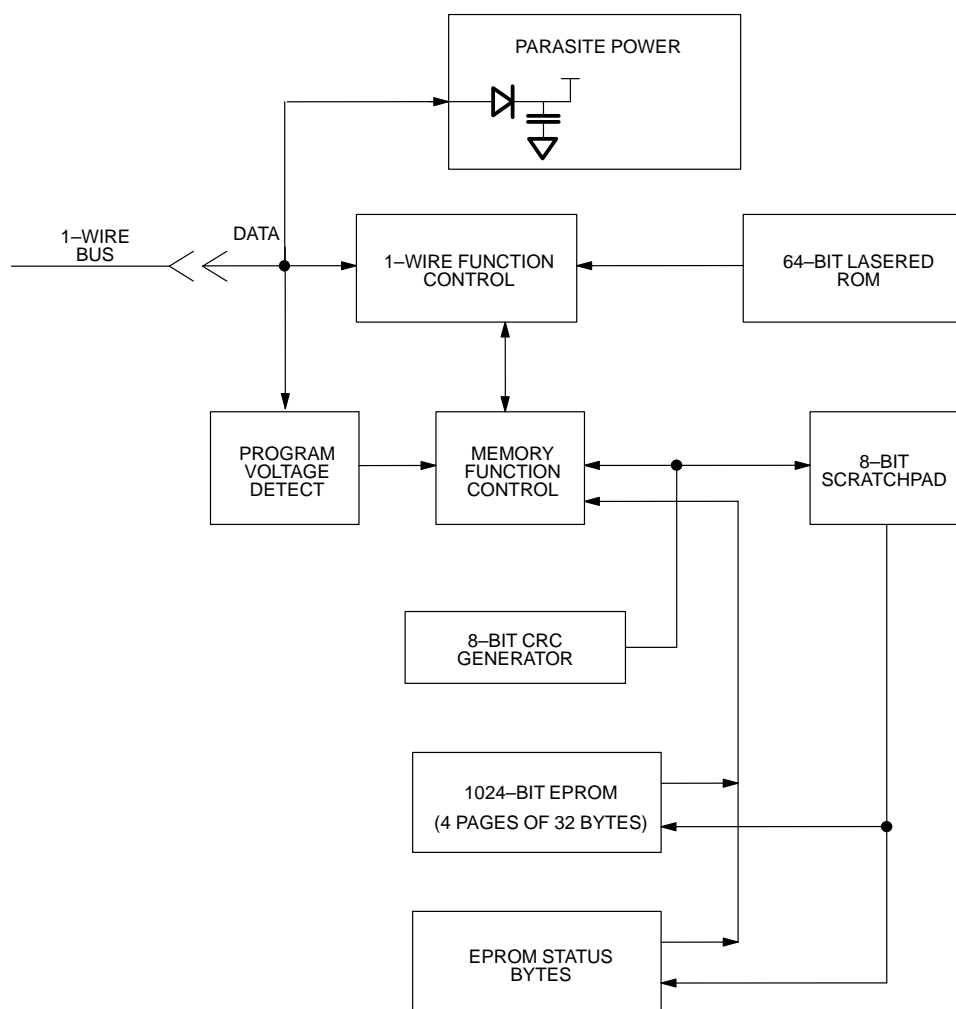 PARASITE POWER
1–WIRE
BUS
DATA
1–WIRE FUNCTION
CONTROL
64–BIT LASERED
ROM
PROGRAM
VOLTAGE
DETECT
MEMORY
FUNCTION
CONTROL
8–BIT
SCRATCHPAD
8–BIT CRC
GENERATOR
1024–BIT EPROM
(4 PAGES OF 32 BYTES)
EPROM STATUS
BYTES